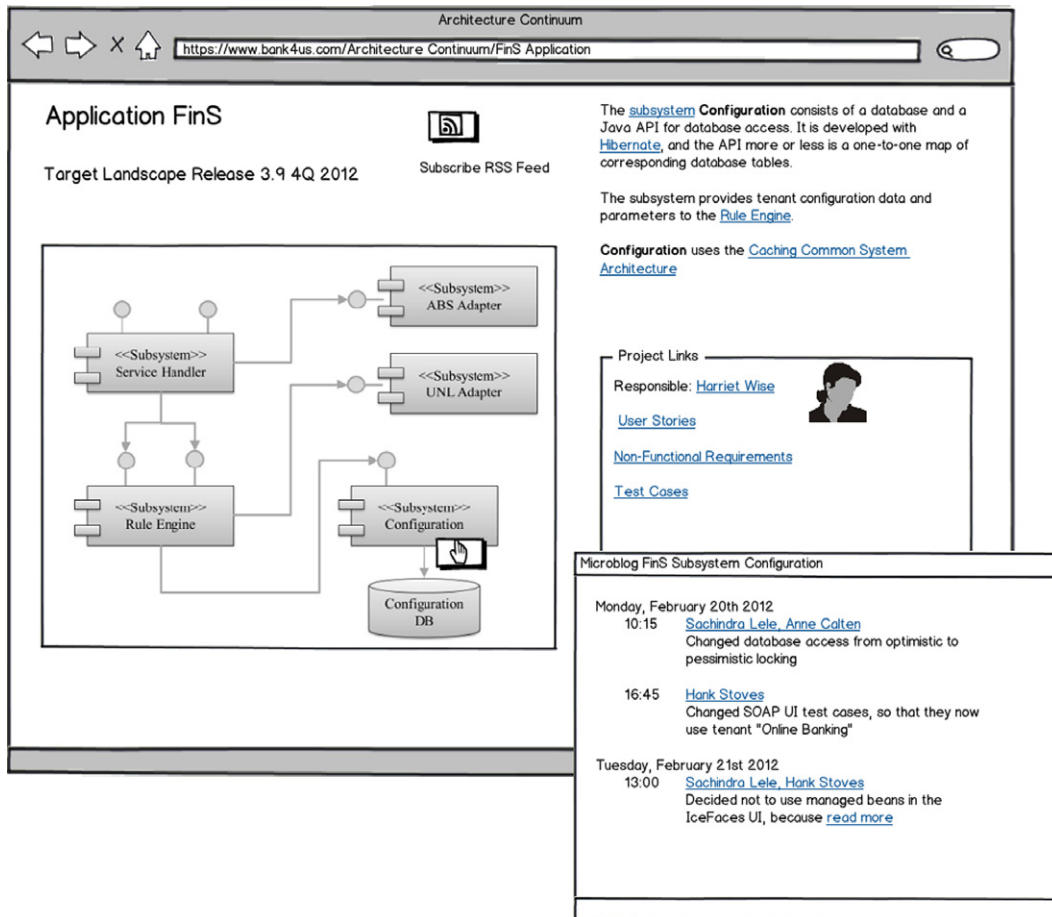 Architecture Continuum
https://www.bank4us.com/Architecture Continuum/FinS Application
Application FinS
Subscribe RSS Feed
Target Landscape Release 3.9 4Q 2012
<<Subsystem>>
ABS Adapter
<<Subsystem>>
Service Handler
<<Subsystem>>
UNL Adapter
<<Subsystem>>
Rule Engine
<<Subsystem>>
Configuration
Configuration
DB
The subsystem Configuration consists of a database and a
Java API for database access. It is developed with
Hibernate, and the API more or less is a one-to-one map of
corresponding database tables.
The subsystem provides tenant configuration data and
parameters to the Rule Engine.
Configuration uses the Caching Common System
Architecture
Project Links
Responsible: Harriet Wise
User Stories
Non-Functional Requirements
Test Cases
Microblog FinS Subsystem Configuration
Monday, February 20th 2012
10:15 Sachindra Lele, Anne Calten
Changed database access from optimistic to
pessimistic locking
16:45 Hank Stoves
Changed SOAP UI test cases, so that they now
use tenant "Online Banking"
Tuesday, February 21st 2012
13:00 Sachindra Lele, Hank Stoves
Decided not to use managed beans in the
IceFaces UI, because read more